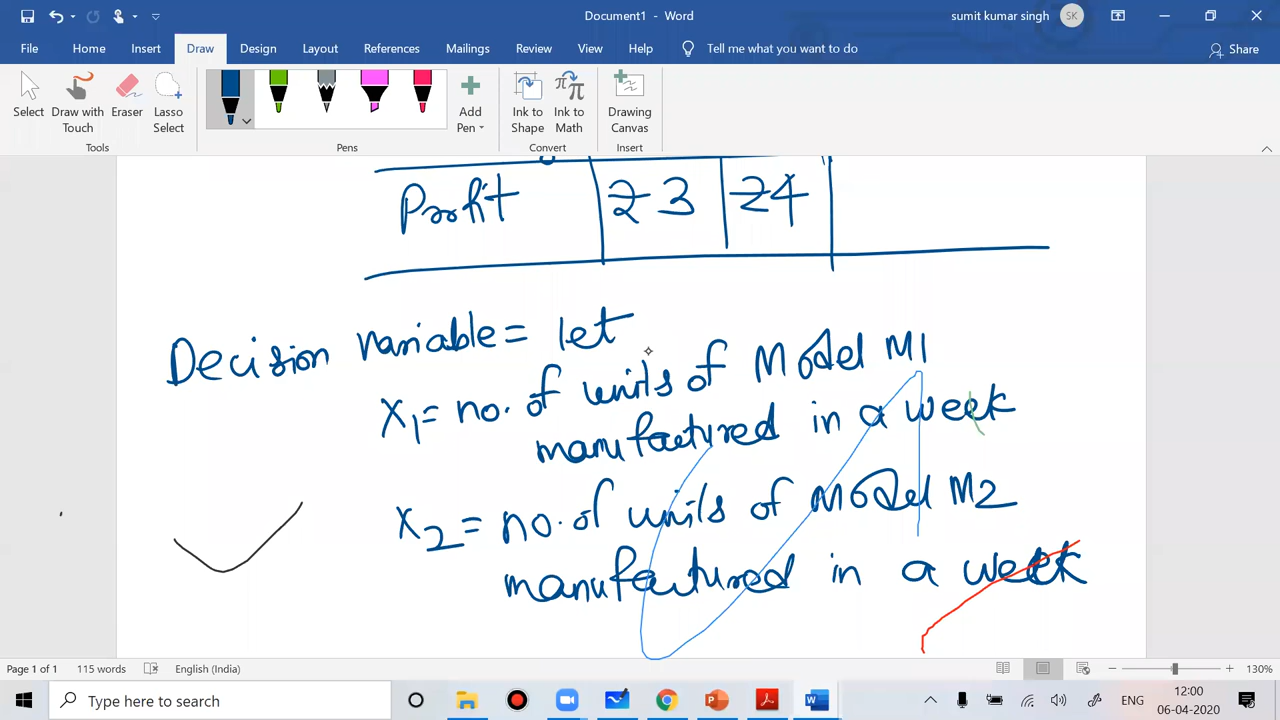 Document1 - Word
sumit kumar singh SK
File Home Insert Draw Design Layout References Mailings Review View Help Tell me what you want to do Share
Select Draw with Touch Eraser Lasso Select Add Pen Ink to Shape Ink to Math Drawing Canvas
Tools Pens Convert Insert
Profit ₹ 3 ₹ 4
Decision variable = let
x1 = no. of units of Model M1
manufactured in a week
x2 = no. of units of Model M2
manufactured in a week
Page 1 of 1 115 words English (India) 130%
Type here to search
ENG 12:00
06-04-2020